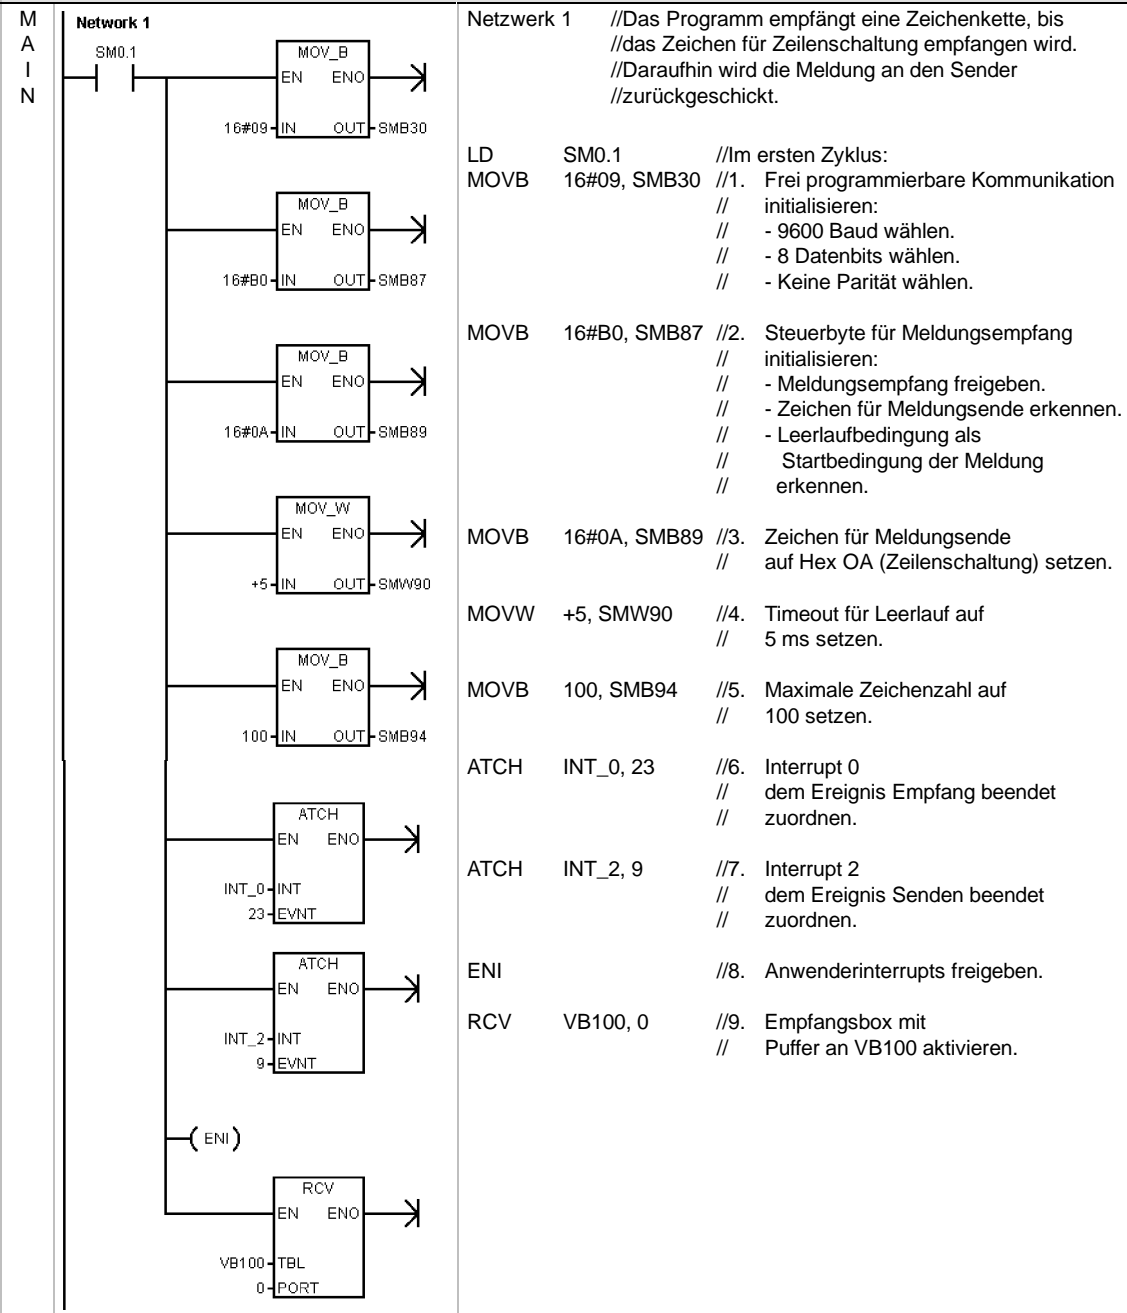 M
A
I
N
Network 1
SM0.1
MOV_B
EN ENO
16#09 IN OUT SMB30
MOV_B
EN ENO
16#B0 IN OUT SMB87
MOV_B
EN ENO
16#0A IN OUT SMB89
MOV_W
EN ENO
+5 IN OUT SMW90
MOV_B
EN ENO
100 IN OUT SMB94
ATCH
EN ENO
INT_0 INT
23 EVNT
ATCH
EN ENO
INT_2 INT
9 EVNT
ENI
RCV
EN ENO
VB100 TBL
0 PORT
Netzwerk 1 //Das Programm empfängt eine Zeichenkette, bis
//das Zeichen für Zeilenschaltung empfangen wird.
//Daraufhin wird die Meldung an den Sender
//zurückgeschickt.
LD SM0.1 //Im ersten Zyklus:
MOVB 16#09, SMB30 //1. Frei programmierbare Kommunikation
// initialisieren:
// - 9600 Baud wählen.
// - 8 Datenbits wählen.
// - Keine Parität wählen.
MOVB 16#B0, SMB87 //2. Steuerbyte für Meldungsempfang
// initialisieren:
// - Meldungsempfang freigeben.
// - Zeichen für Meldungsende erkennen.
// - Leerlaufbedingung als
// Startbedingung der Meldung
// erkennen.
MOVB 16#0A, SMB89 //3. Zeichen für Meldungsende
// auf Hex OA (Zeilenschaltung) setzen.
MOVW +5, SMW90 //4. Timeout für Leerlauf auf
// 5 ms setzen.
MOVB 100, SMB94 //5. Maximale Zeichenzahl auf
// 100 setzen.
ATCH INT_0, 23 //6. Interrupt 0
// dem Ereignis Empfang beendet
// zuordnen.
ATCH INT_2, 9 //7. Interrupt 2
// dem Ereignis Senden beendet
// zuordnen.
ENI //8. Anwenderinterrupts freigeben.
RCV VB100, 0 //9. Empfangsbox mit
// Puffer an VB100 aktivieren.